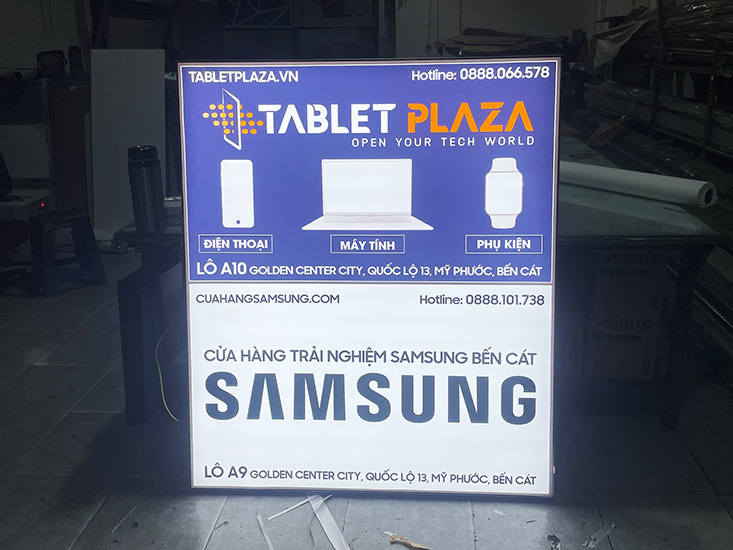 TABLETPLAZA.VN Hotline: 0888.066.578
TABLET PLAZA
OPEN YOUR TECH WORLD
ĐIỆN THOẠI MÁY TÍNH PHỤ KIỆN
LÔ A10 GOLDEN CENTER CITY, QUỐC LỘ 13, MỸ PHƯỚC, BẾN CÁT
CUAHANGSAMSUNG.COM Hotline: 0888.101.738
CỬA HÀNG TRẢI NGHIỆM SAMSUNG BẾN CÁT
SAMSUNG
LÔ A9 GOLDEN CENTER CITY, QUỐC LỘ 13, MỸ PHƯỚC, BẾN CÁT
APOLLO
APOLLO